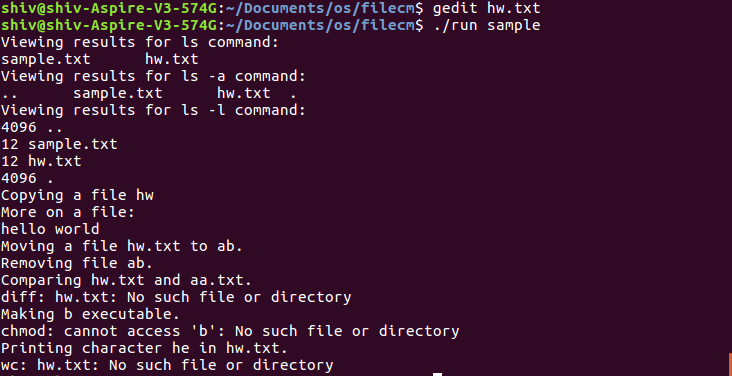 shiv@shiv-Aspire-V3-574G:~/Documents/os/filecm$ gedit hw.txt
shiv@shiv-Aspire-V3-574G:~/Documents/os/filecm$ ./run sample
Viewing results for ls command:
sample.txt      hw.txt
Viewing results for ls -a command:
..      sample.txt      hw.txt  .
Viewing results for ls -l command:
4096 ..
12 sample.txt
12 hw.txt
4096 .
Copying a file hw
More on a file:
hello world
Moving a file hw.txt to ab.
Removing file ab.
Comparing hw.txt and aa.txt.
diff: hw.txt: No such file or directory
Making b executable.
chmod: cannot access 'b': No such file or directory
Printing character he in hw.txt.
wc: hw.txt: No such file or directory